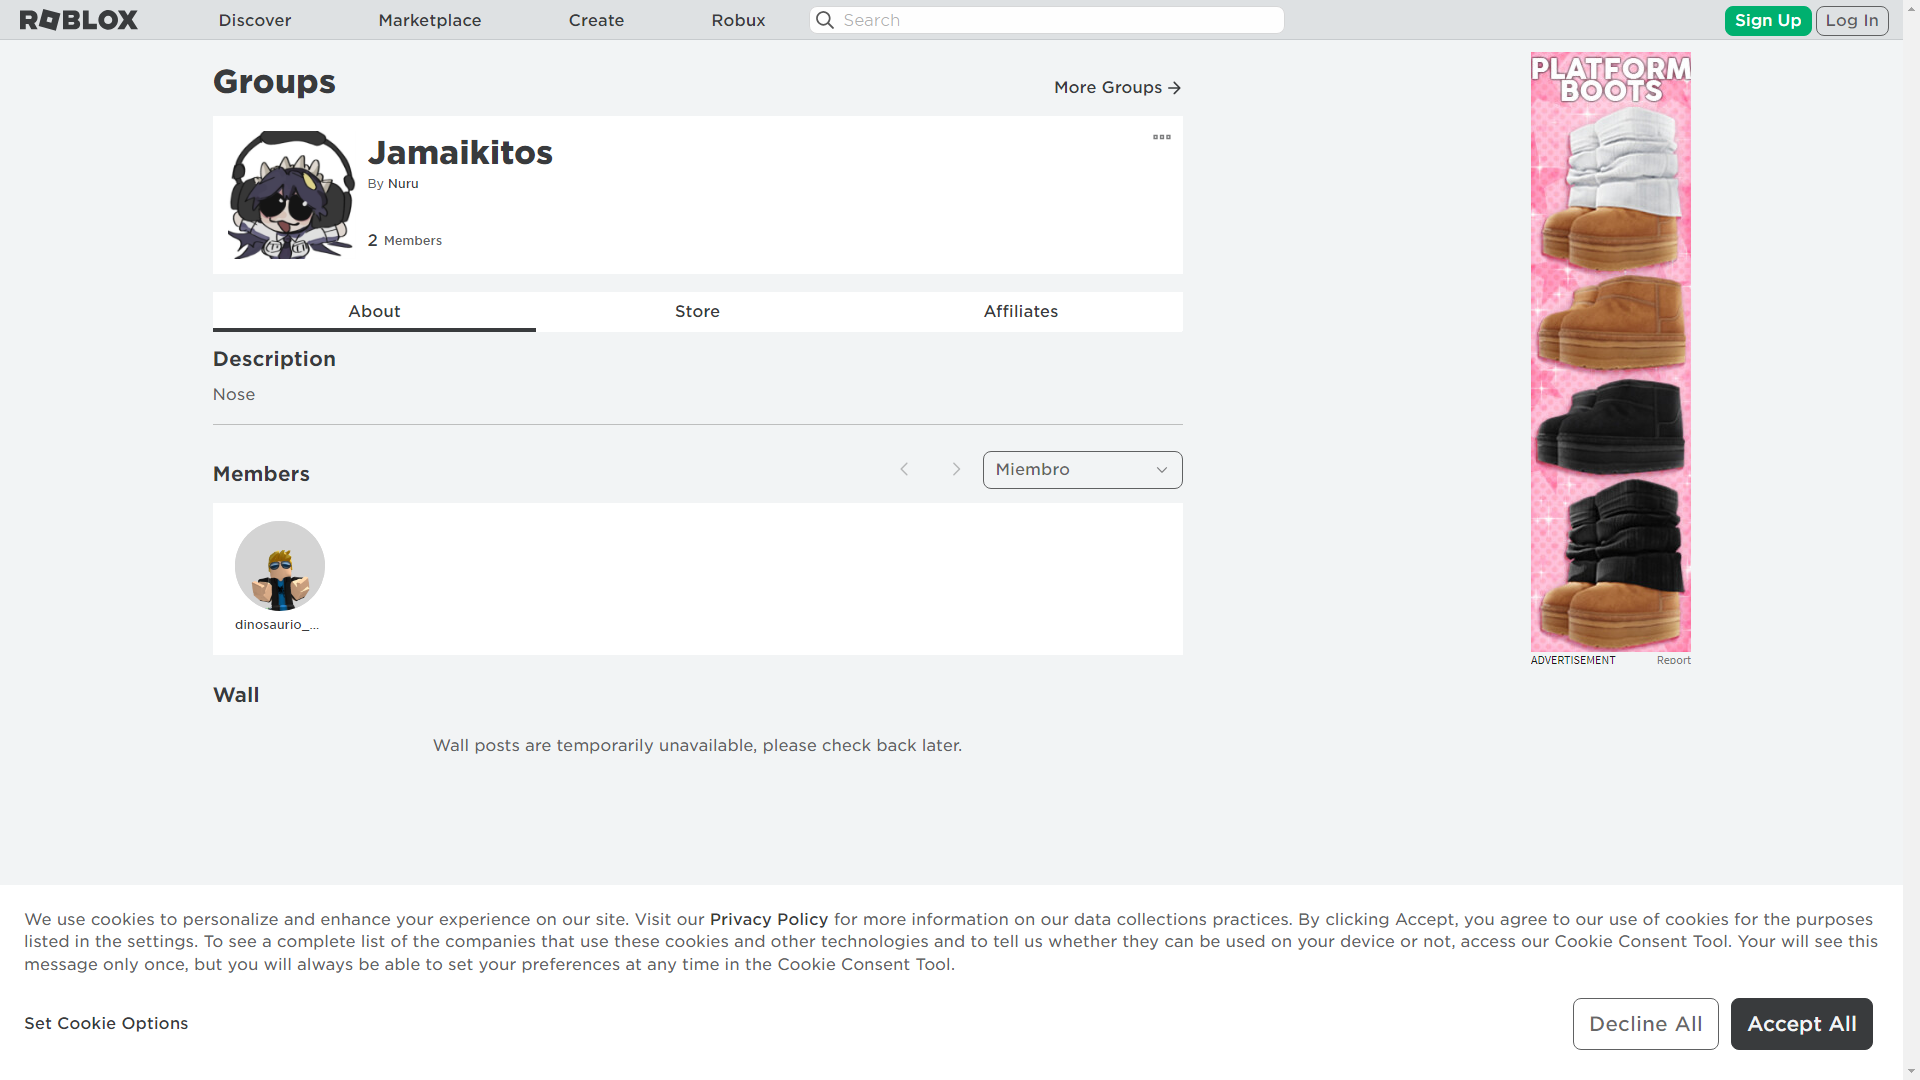 ROBLOX
Discover
Marketplace
Create
Robux
Search
Sign Up
Log In
Groups
More Groups
Jamaikitos
By Nuru
2 Members
About
Store
Affiliates
Description
Nose
Members
Miembro
dinosaurio_...
Wall
Wall posts are temporarily unavailable, please check back later.
PLATFORM
BOOTS
ADVERTISEMENT
Report
We use cookies to personalize and enhance your experience on our site. Visit our Privacy Policy for more information on our data collections practices. By clicking Accept, you agree to our use of cookies for the purposes
listed in the settings. To see a complete list of the companies that use these cookies and other technologies and to tell us whether they can be used on your device or not, access our Cookie Consent Tool. Your will see this
message only once, but you will always be able to set your preferences at any time in the Cookie Consent Tool.
Set Cookie Options
Decline All
Accept All